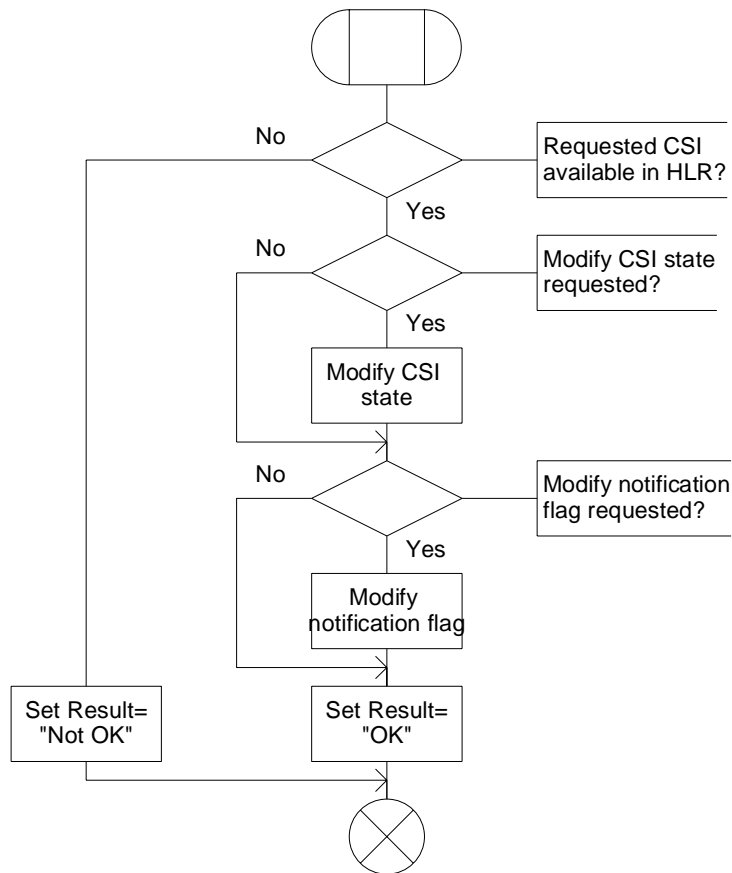 No
Requested CSI
available in HLR?
Yes
No
Modify CSI state
requested?
Yes
Modify CSI
state
No
Modify notification
flag requested?
Yes
Modify
notification flag
Set Result=
"Not OK"
Set Result=
"OK"